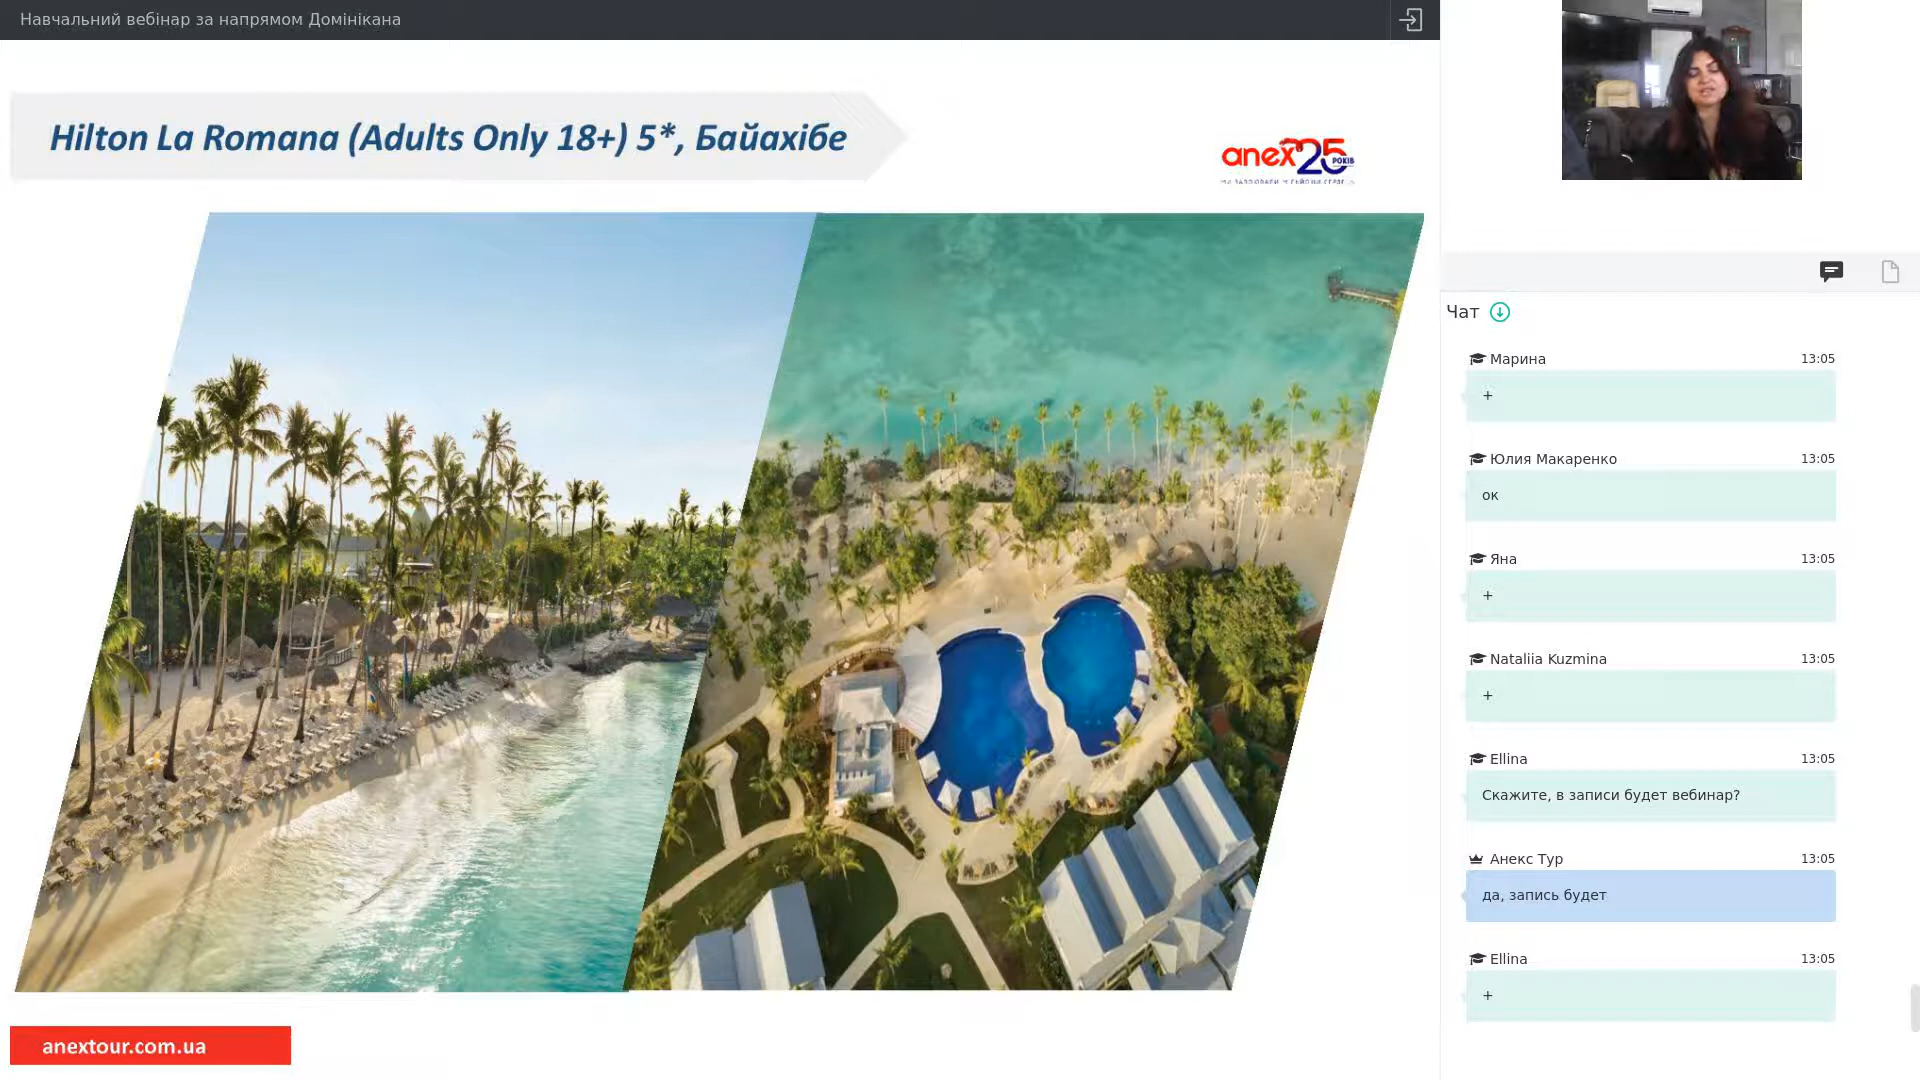 Навчальний вебінар за напрямом Домінікана
Hilton La Romana (Adults Only 18+) 5*, Байахібе
anex 25 РОКІВ
anextour.com.ua
Чат
Марина 13:05
+
Юлия Макаренко 13:05
ок
Яна 13:05
+
Nataliia Kuzmina 13:05
+
Ellina 13:05
Скажите, в записи будет вебинар?
Анекс Тур 13:05
да, запись будет
Ellina 13:05
+